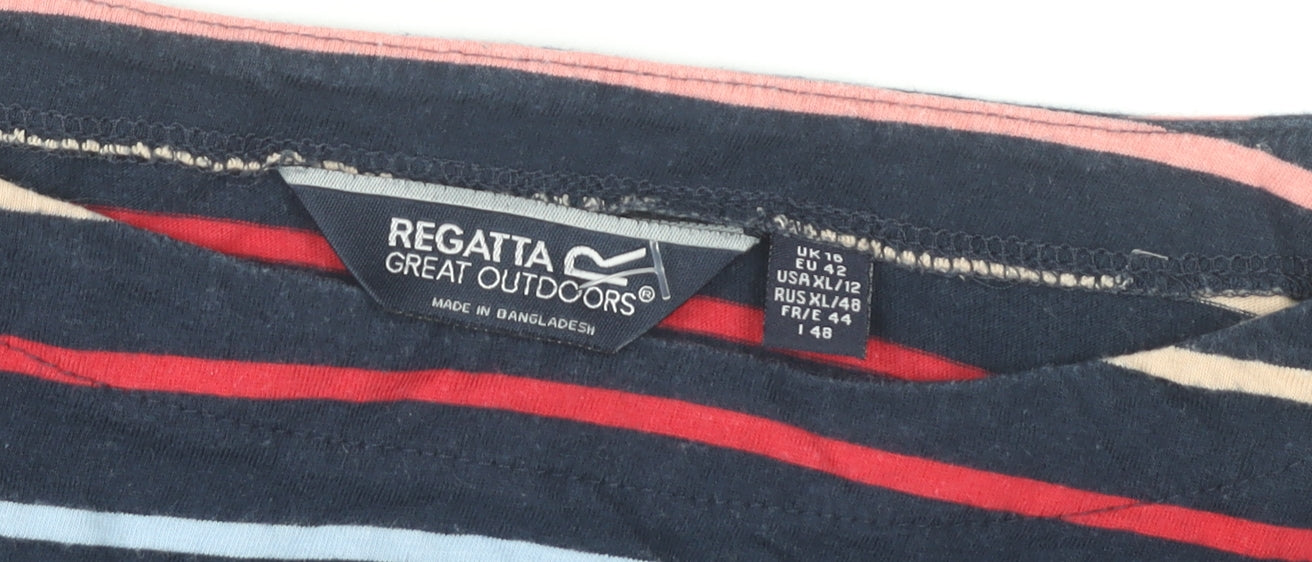 REGATTA
GREAT OUTDOORS®
MADE IN BANGLADESH
UK 16
EU 42
USA XL/12
RUS XL/48
FR/E 44
I 48